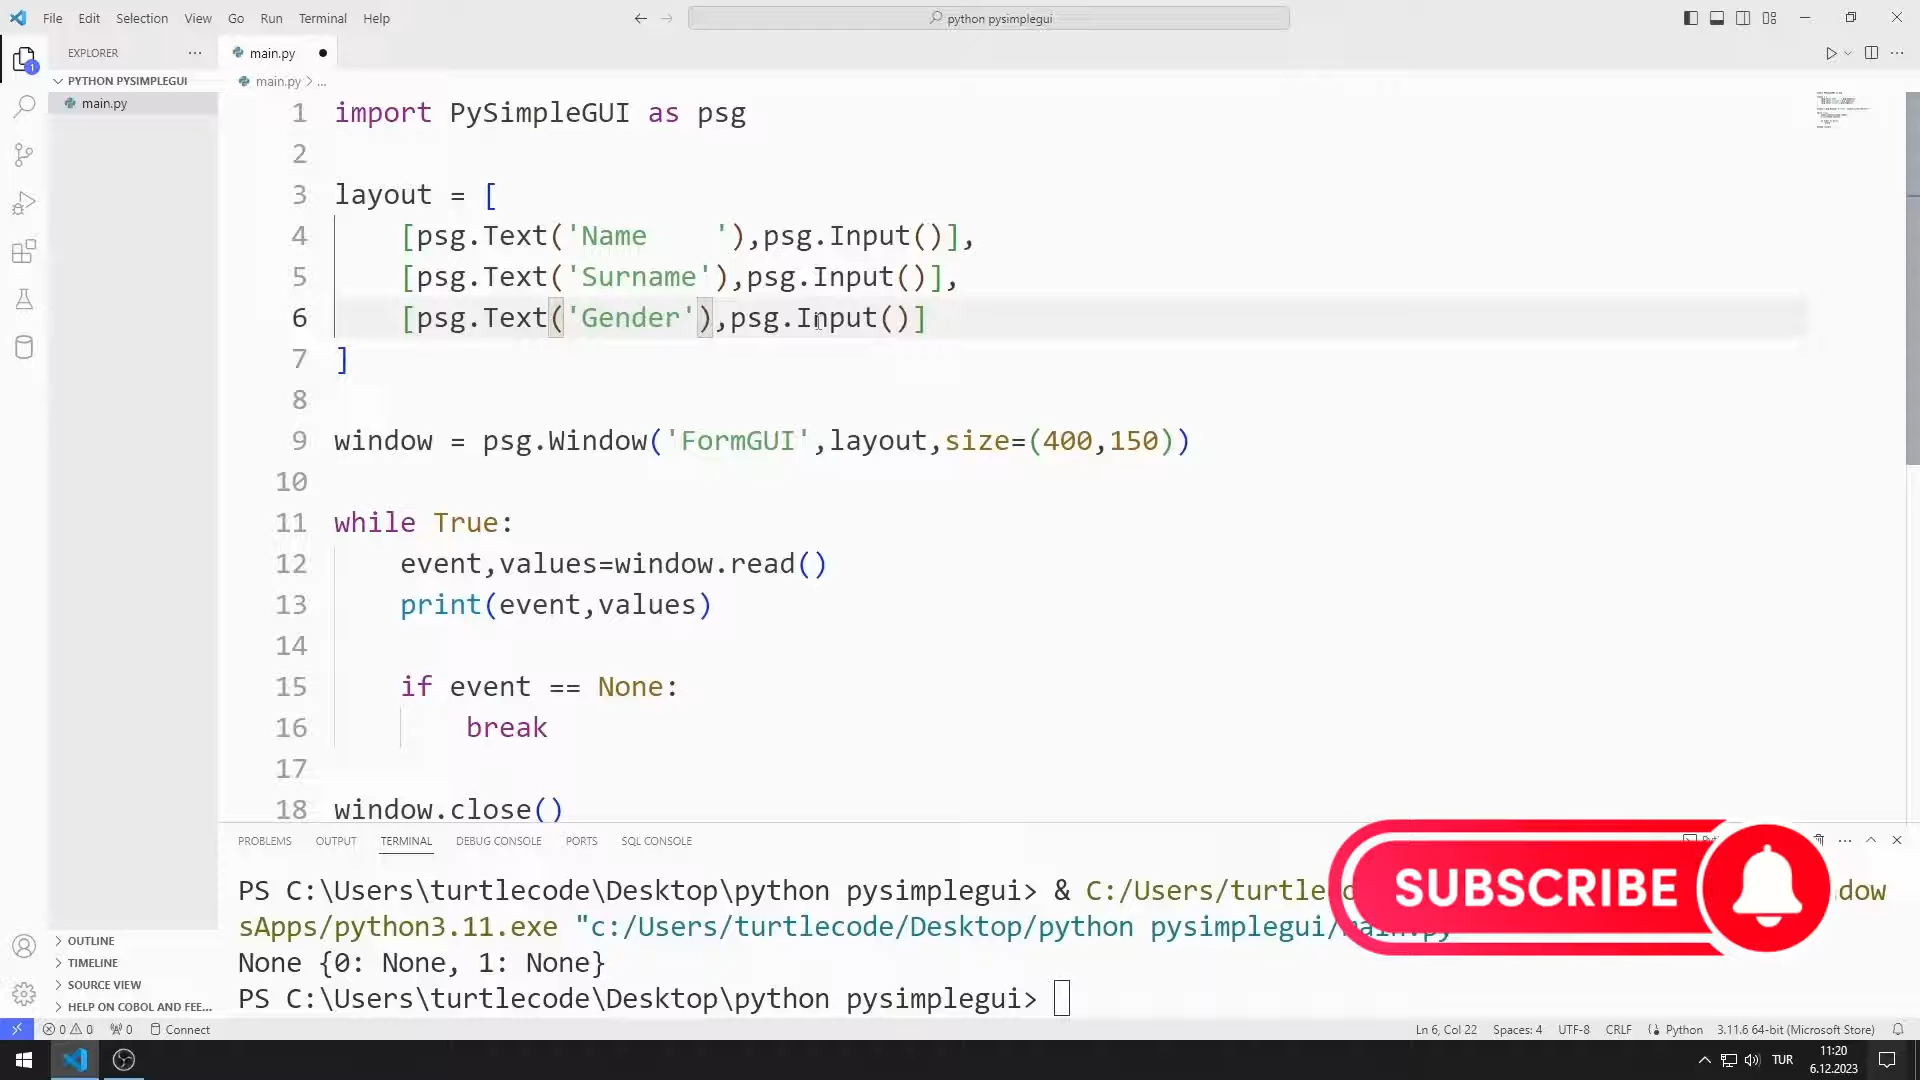 File Edit Selection View Go Run Terminal Help
python pysimplegui
EXPLORER
main.py
1
PYTHON PYSIMPLEGUI
main.py
main.py > ...
1 import PySimpleGUI as psg
2
3 layout = [
4 [psg.Text('Name    '),psg.Input()],
5 [psg.Text('Surname'),psg.Input()],
6 [psg.Text('Gender'),psg.Input()]
7 ]
8
9 window = psg.Window('FormGUI',layout,size=(400,150))
10
11 while True:
12 event,values=window.read()
13 print(event,values)
14
15 if event == None:
16 break
17
18 window.close()
PROBLEMS OUTPUT TERMINAL DEBUG CONSOLE PORTS SQL CONSOLE
PS C:\Users\turtlecode\Desktop\python pysimplegui> & C:/Users/turtlec
sApps/python3.11.exe "c:/Users/turtlecode/Desktop/python pysimplegui/main.py
None {0: None, 1: None}
PS C:\Users\turtlecode\Desktop\python pysimplegui>
SUBSCRIBE
OUTLINE
TIMELINE
SOURCE VIEW
HELP ON COBOL AND FEE...
0 0 0 Connect
Ln 6, Col 22 Spaces: 4 UTF-8 CRLF Python 3.11.6 64-bit (Microsoft Store)
TUR
11:20
6.12.2023